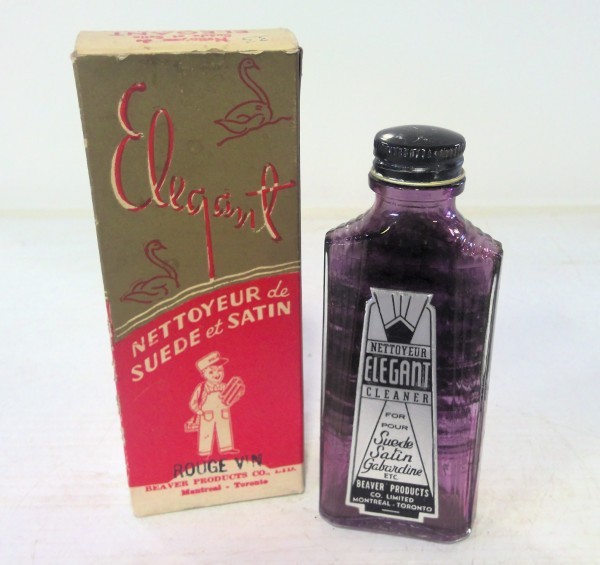 Elegant
NETTOYEUR de
SUEDE et SATIN
ROUGE VIN
BEAVER PRODUCTS CO., LTD.
Montreal - Toronto
NETTOYEUR
ELEGANT
CLEANER
FOR
POUR
Suede
Satin
Gabardine
ETC.
BEAVER PRODUCTS
CO. LIMITED
MONTREAL - TORONTO